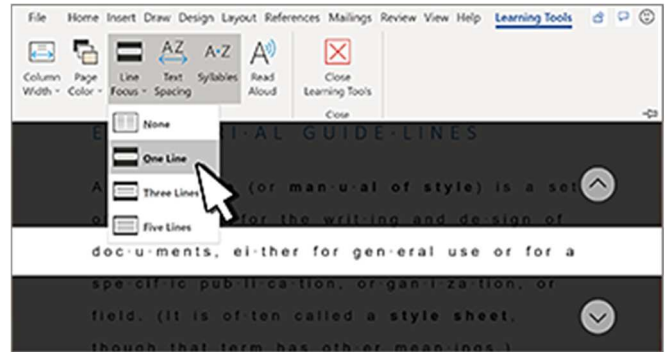 File Home Insert Draw Design Layout References Mailings Review View Help Learning Tools
Column Width Page Color Line Focus Text Spacing Syllables Read Aloud Close Learning Tools
Close
None
One Line
Three Lines
Five Lines
I·AL GUIDE·LINES
A (or man·u·al of style) is a set
for the writ·ing and de·sign of
doc·u·ments, ei·ther for gen·eral use or for a
spe·cif·ic pub·li·ca·tion, or·gan·i·za·tion, or
field. (It is of·ten called a style sheet,
though that term has oth·er mean·ings.)